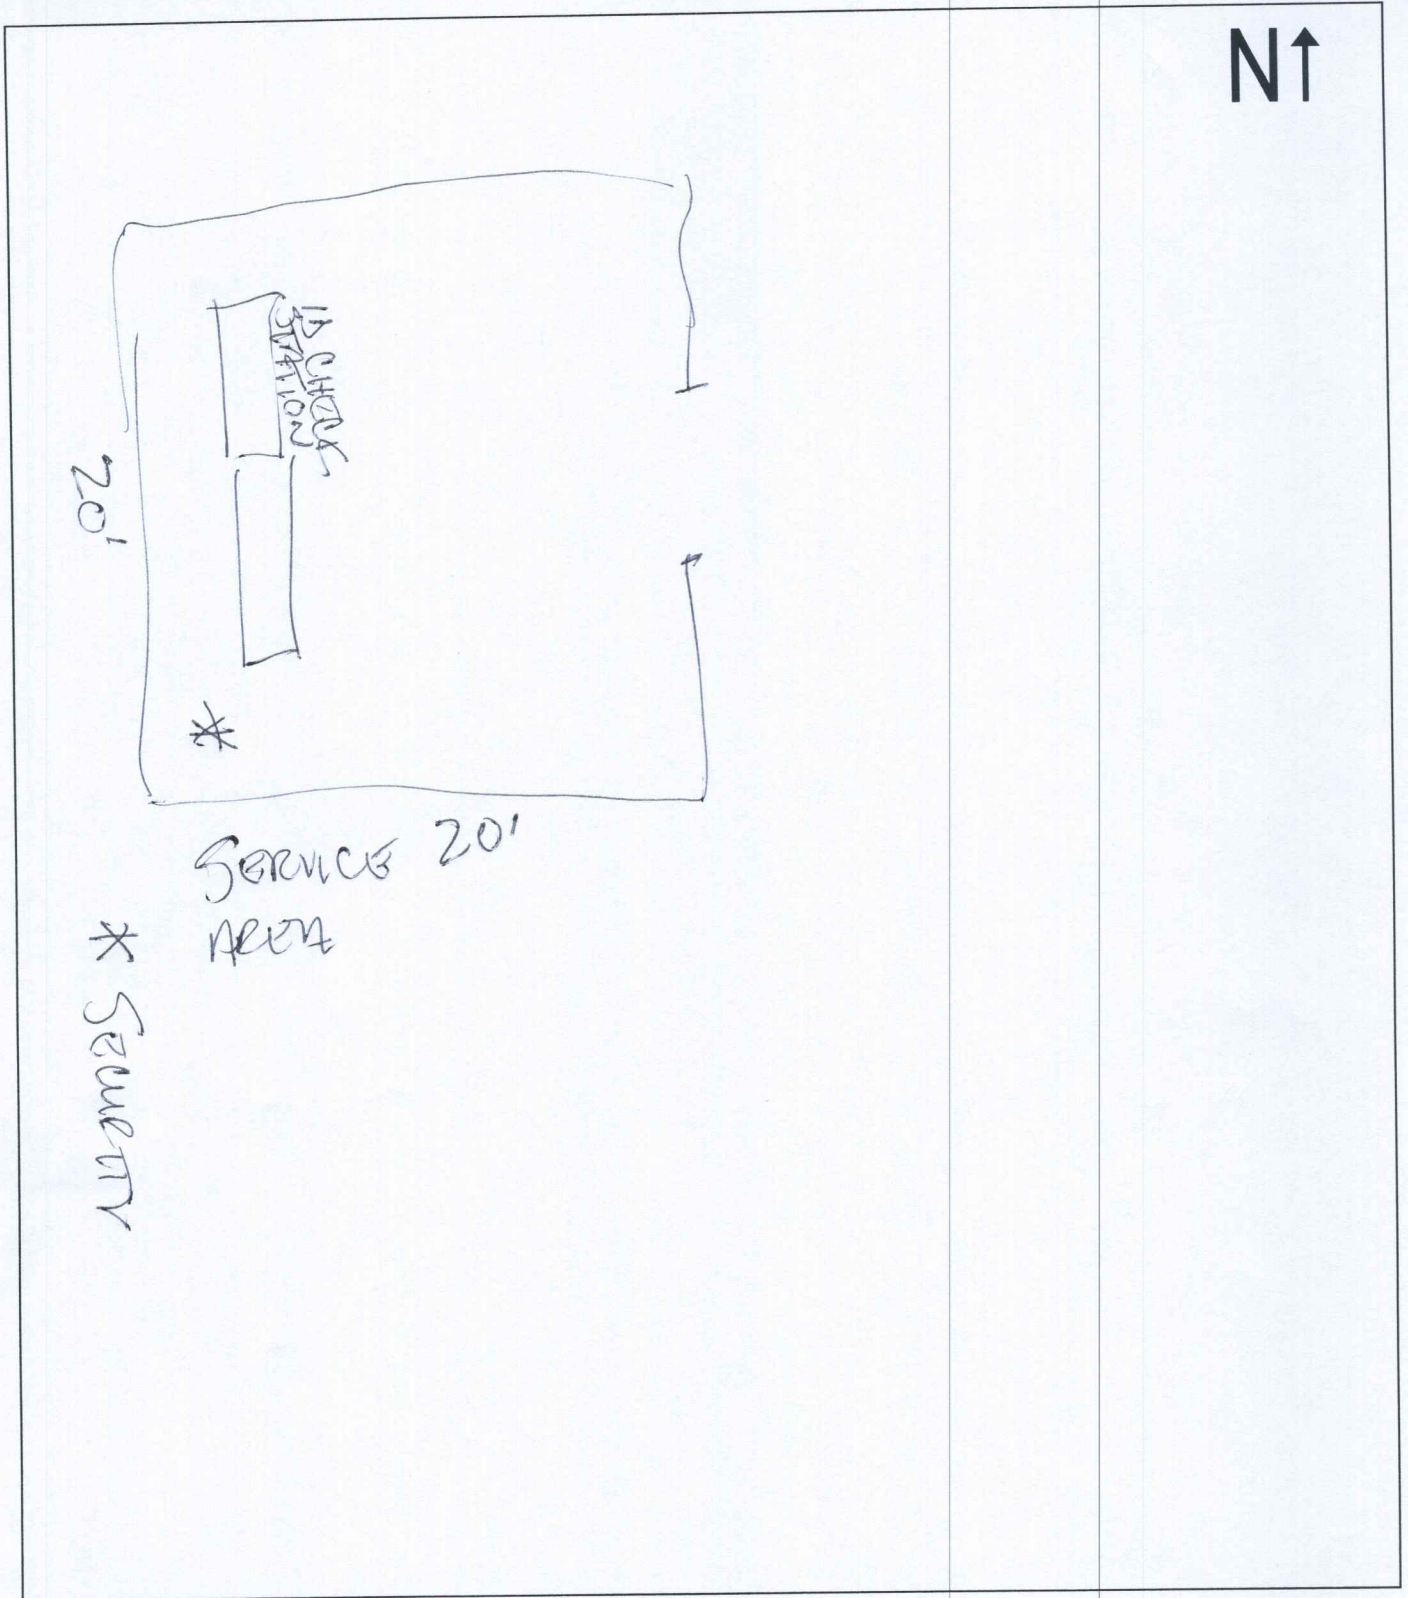 N↑
ID CHECK
STATION
20'
*
SERVICE 20'
AREA
* SECURITY